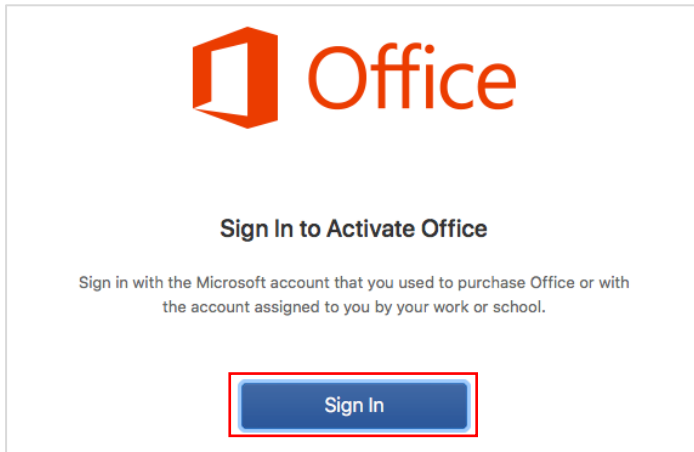 Office
Sign In to Activate Office
Sign in with the Microsoft account that you used to purchase Office or with
the account assigned to you by your work or school.
Sign In